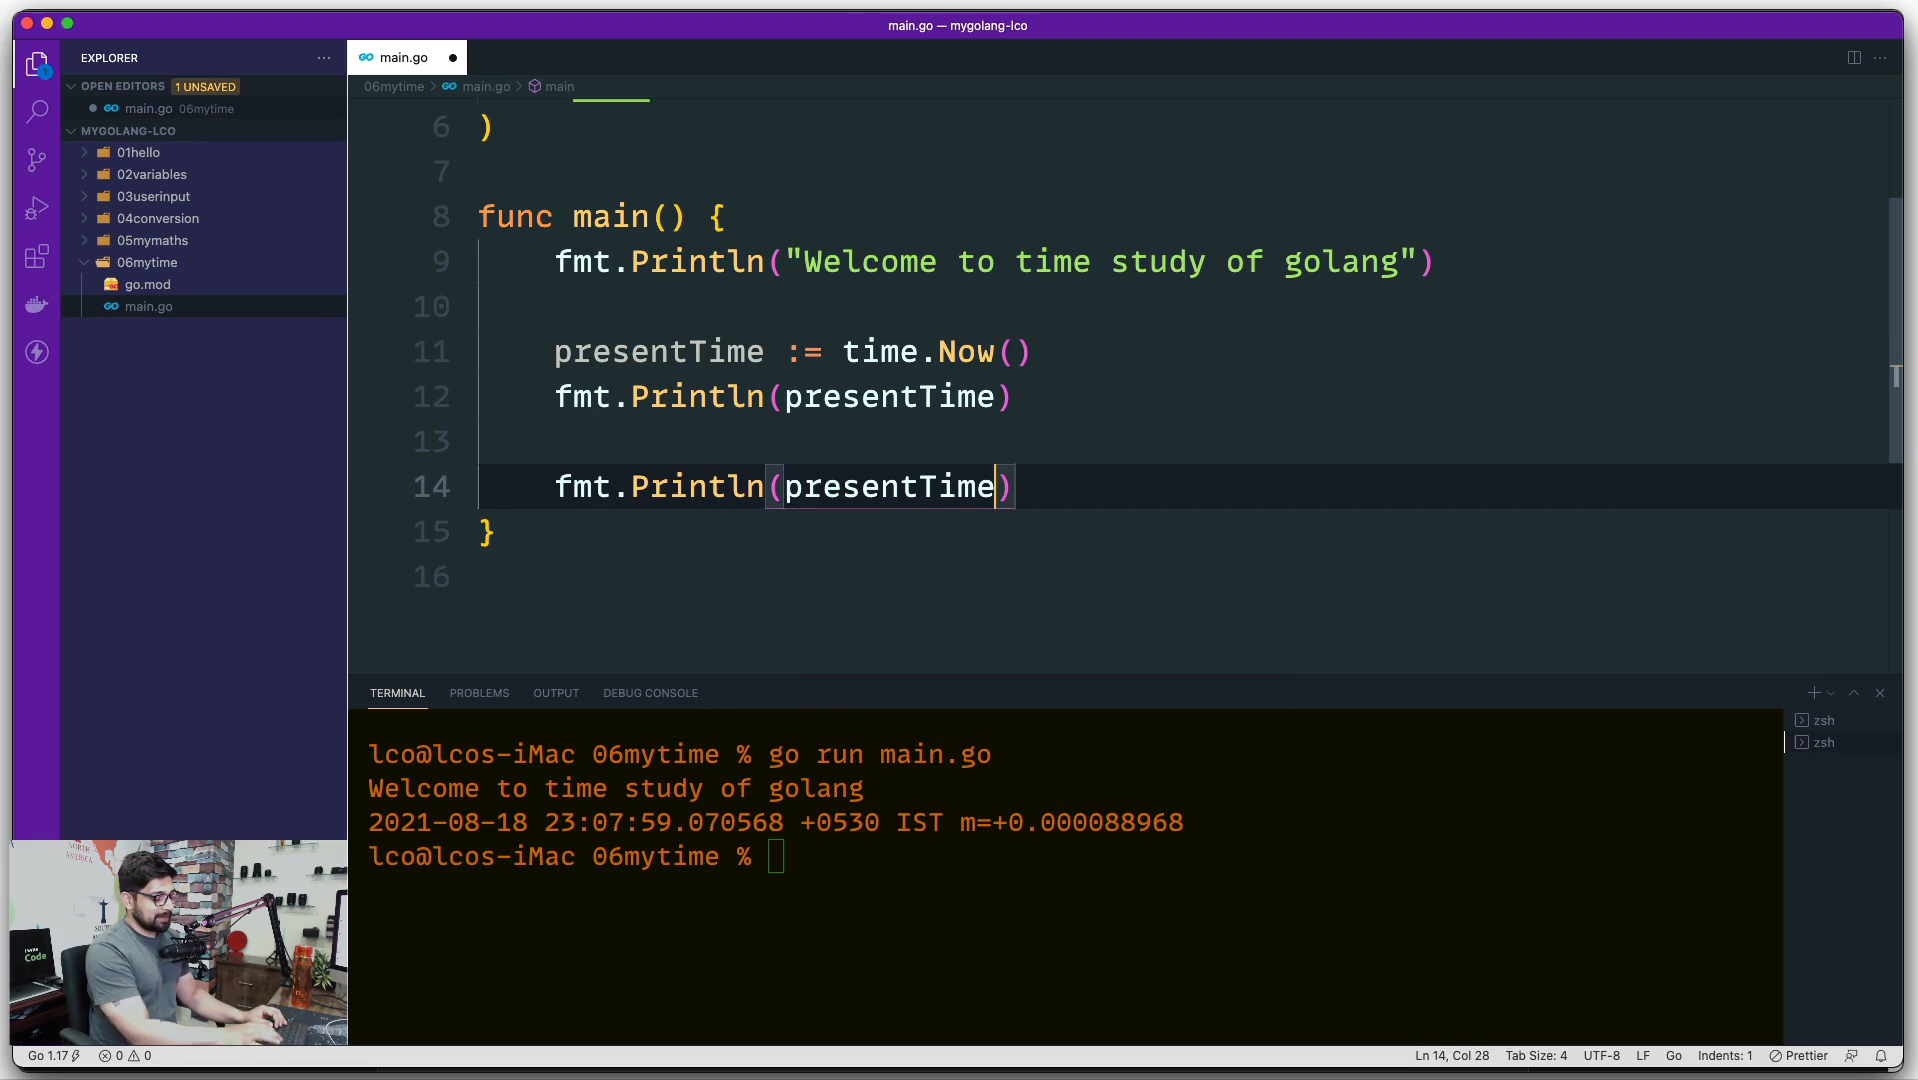 main.go — mygolang-lco
EXPLORER
OPEN EDITORS 1 UNSAVED
main.go 06mytime
MYGOLANG-LCO
01hello
02variables
03userinput
04conversion
05mymaths
06mytime
go.mod
main.go
1
GO main.go
06mytime > GO main.go > main
6 )
7
8 func main() {
9 fmt.Println("Welcome to time study of golang")
10
11 presentTime := time.Now()
12 fmt.Println(presentTime)
13
14 fmt.Println(presentTime)
15 }
16
TERMINAL PROBLEMS OUTPUT DEBUG CONSOLE
lco@lcos-iMac 06mytime % go run main.go
Welcome to time study of golang
2021-08-18 23:07:59.070568 +0530 IST m=+0.000088968
lco@lcos-iMac 06mytime %
zsh
zsh
NORTH
AMERICA
Code
Go 1.17 0 0 Ln 14, Col 28 Tab Size: 4 UTF-8 LF Go Indents: 1 Prettier